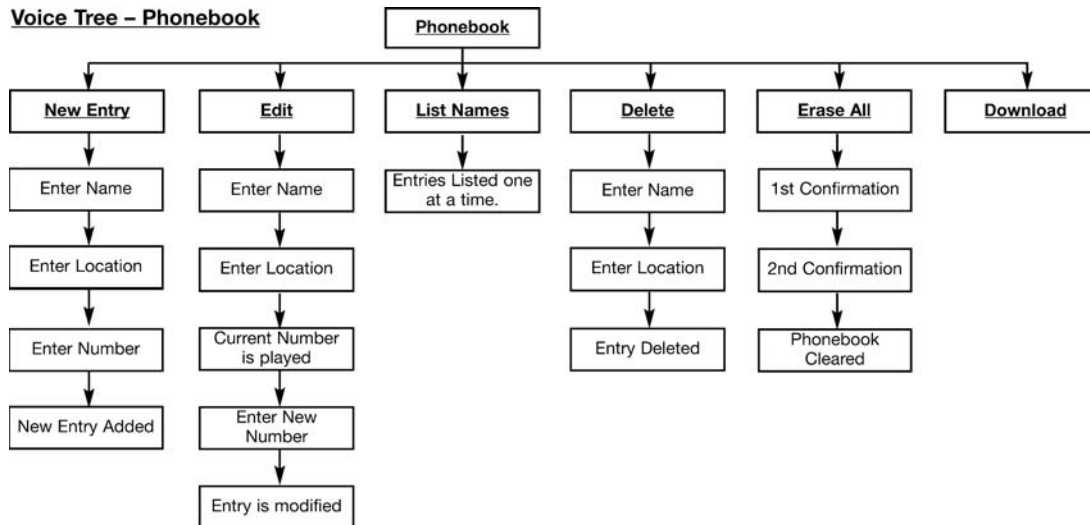 Voice Tree – Phonebook
Phonebook
New Entry
Edit
List Names
Delete
Erase All
Download
Enter Name
Enter Name
Entries Listed one
at a time.
Enter Name
1st Confirmation
Enter Location
Enter Location
Enter Location
2nd Confirmation
Enter Number
Current Number
is played
Entry Deleted
Phonebook
Cleared
New Entry Added
Enter New
Number
Entry is modified